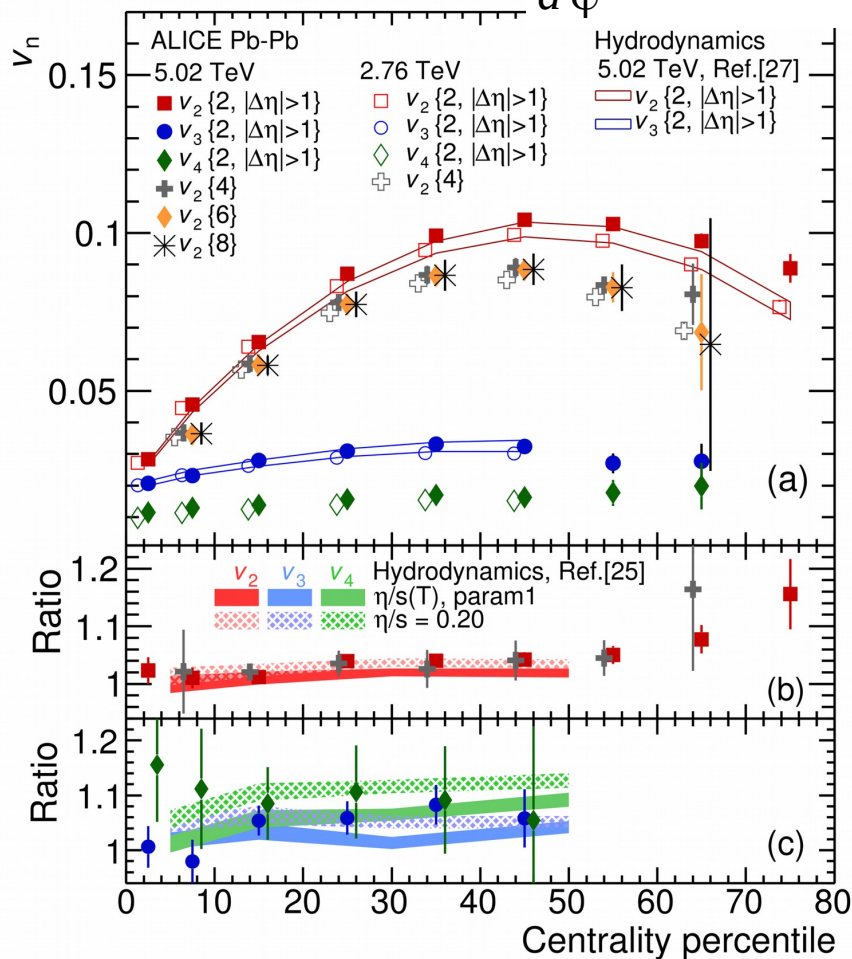 d φ
v_n
ALICE Pb-Pb
5.02 TeV
v_2{2, |Δη|>1}
v_3{2, |Δη|>1}
v_4{2, |Δη|>1}
v_2{4}
v_2{6}
v_2{8}
2.76 TeV
v_2{2, |Δη|>1}
v_3{2, |Δη|>1}
v_4{2, |Δη|>1}
v_2{4}
Hydrodynamics
5.02 TeV, Ref.[27]
v_2{2, |Δη|>1}
v_3{2, |Δη|>1}
0.15
0.1
0.05
(a)
v_2 v_3 v_4 Hydrodynamics, Ref.[25]
η/s(T), param1
η/s = 0.20
Ratio
1.2
1.1
1
(b)
Ratio
1.2
1.1
1
(c)
0 10 20 30 40 50 60 70 80
Centrality percentile